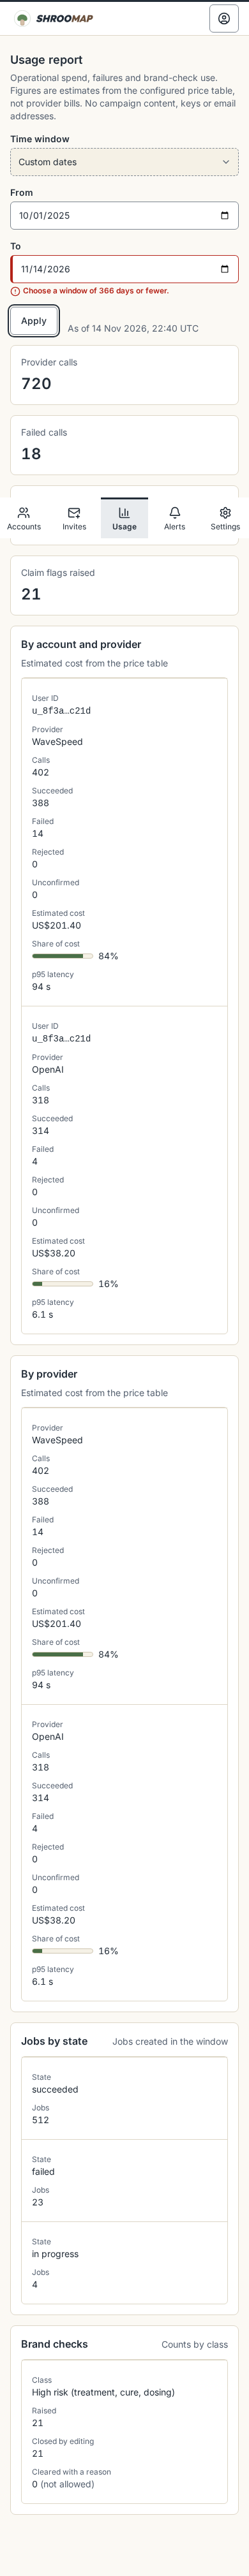 SHROOMAP
Usage report
Operational spend, failures and brand-check use.
Figures are estimates from the configured price table,
not provider bills. No campaign content, keys or email
addresses.
Time window
Custom dates
From
10/01/2025
To
11/14/2026
Choose a window of 366 days or fewer.
Apply
As of 14 Nov 2026, 22:40 UTC
Provider calls
720
Failed calls
18
Accounts
Invites
Usage
Alerts
Settings
Claim flags raised
21
By account and provider
Estimated cost from the price table
User ID
u_8f3a…c21d
Provider
WaveSpeed
Calls
402
Succeeded
388
Failed
14
Rejected
0
Unconfirmed
0
Estimated cost
US$201.40
Share of cost
84%
p95 latency
94 s
User ID
u_8f3a…c21d
Provider
OpenAI
Calls
318
Succeeded
314
Failed
4
Rejected
0
Unconfirmed
0
Estimated cost
US$38.20
Share of cost
16%
p95 latency
6.1 s
By provider
Estimated cost from the price table
Provider
WaveSpeed
Calls
402
Succeeded
388
Failed
14
Rejected
0
Unconfirmed
0
Estimated cost
US$201.40
Share of cost
84%
p95 latency
94 s
Provider
OpenAI
Calls
318
Succeeded
314
Failed
4
Rejected
0
Unconfirmed
0
Estimated cost
US$38.20
Share of cost
16%
p95 latency
6.1 s
Jobs by state
Jobs created in the window
State
succeeded
Jobs
512
State
failed
Jobs
23
State
in progress
Jobs
4
Brand checks
Counts by class
Class
High risk (treatment, cure, dosing)
Raised
21
Closed by editing
21
Cleared with a reason
0 (not allowed)